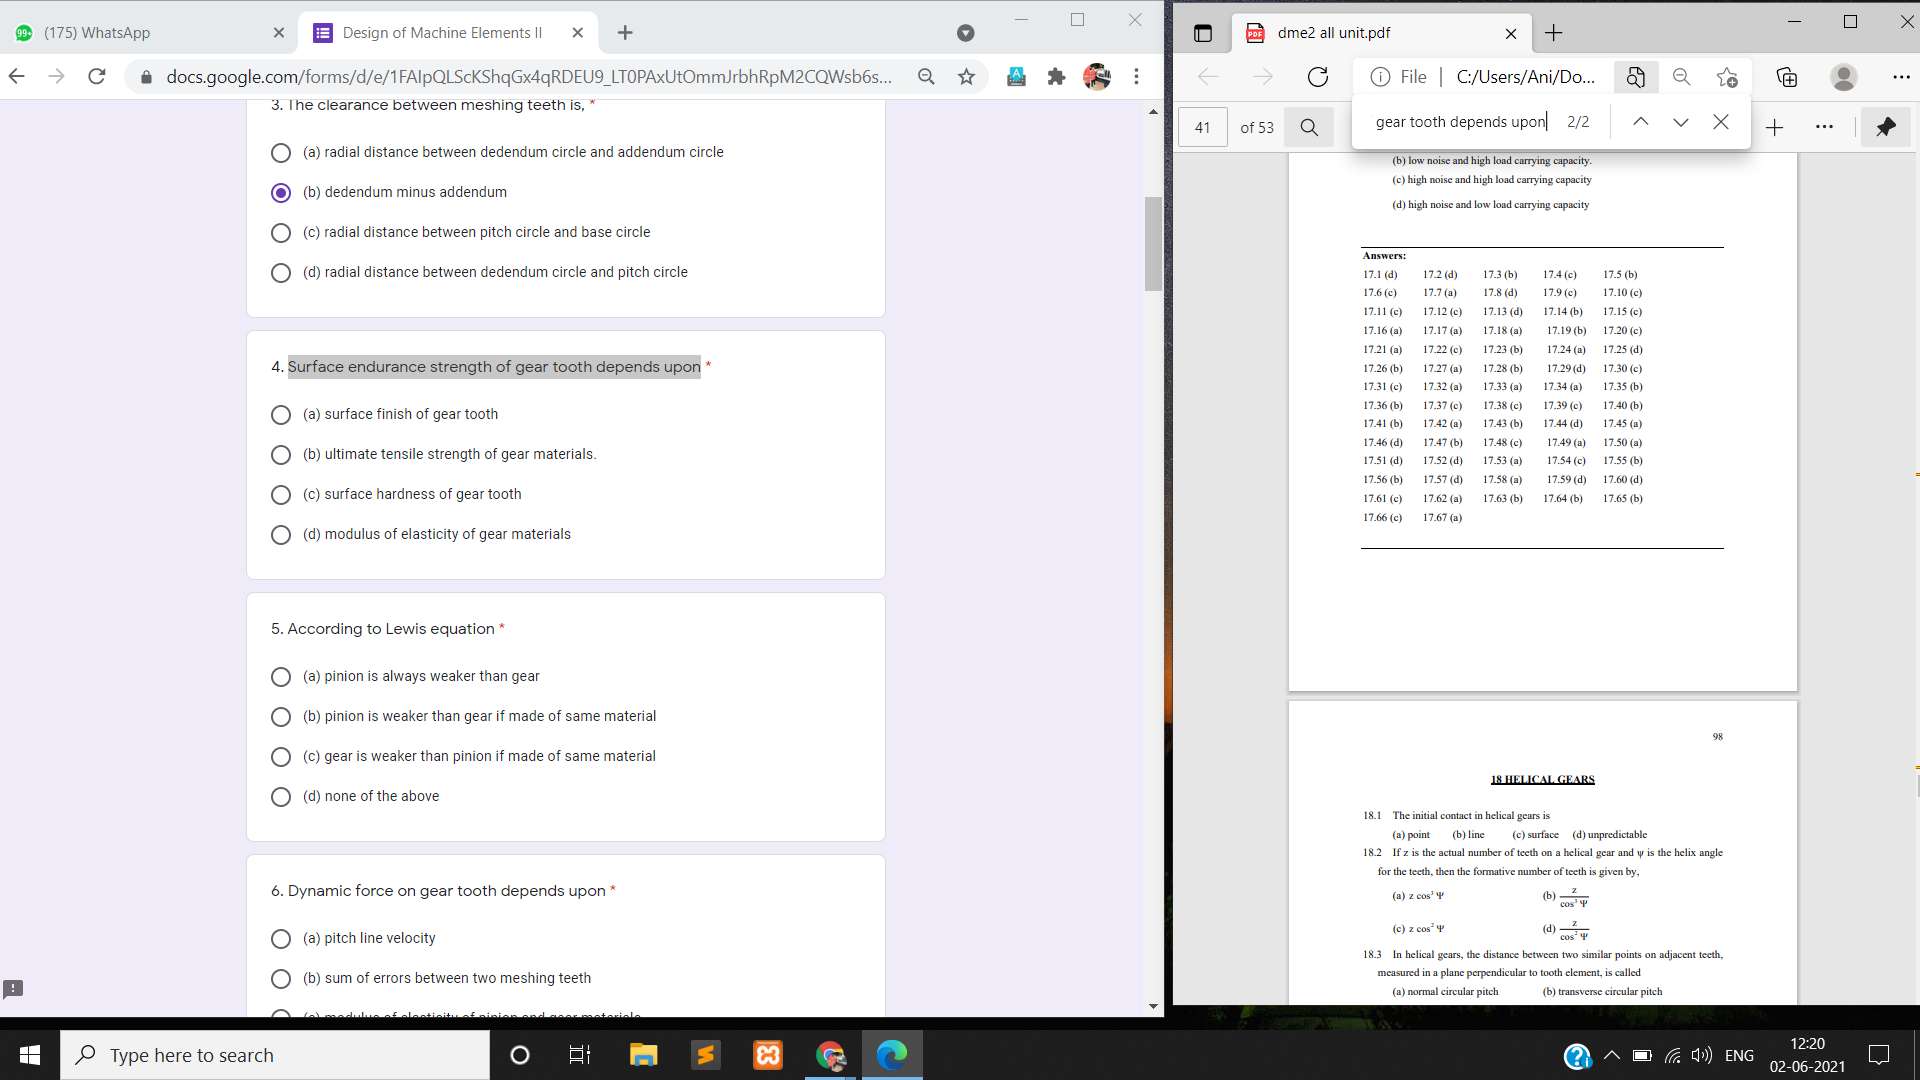 (175) WhatsApp
Design of Machine Elements II
docs.google.com/forms/d/e/1FAIpQLScKShqGx4qRDEU9_LT0PAxUtOmmJrbhRpM2CQWsb6s...
3. The clearance between meshing teeth is, *
(a) radial distance between dedendum circle and addendum circle
(b) dedendum minus addendum
(c) radial distance between pitch circle and base circle
(d) radial distance between dedendum circle and pitch circle
4. Surface endurance strength of gear tooth depends upon *
(a) surface finish of gear tooth
(b) ultimate tensile strength of gear materials.
(c) surface hardness of gear tooth
(d) modulus of elasticity of gear materials
5. According to Lewis equation *
(a) pinion is always weaker than gear
(b) pinion is weaker than gear if made of same material
(c) gear is weaker than pinion if made of same material
(d) none of the above
6. Dynamic force on gear tooth depends upon *
(a) pitch line velocity
(b) sum of errors between two meshing teeth
(c) modulus of elasticity of pinion and gear materials
dme2 all unit.pdf
File C:/Users/Ani/Do...
41 of 53
gear tooth depends upon 2/2
(b) low noise and high load carrying capacity.
(c) high noise and high load carrying capacity
(d) high noise and low load carrying capacity
Answers:
17.1 (d) 17.2 (d) 17.3 (b) 17.4 (c) 17.5 (b)
17.6 (c) 17.7 (a) 17.8 (d) 17.9 (c) 17.10 (c)
17.11 (c) 17.12 (c) 17.13 (d) 17.14 (b) 17.15 (c)
17.16 (a) 17.17 (a) 17.18 (a) 17.19 (b) 17.20 (c)
17.21 (a) 17.22 (c) 17.23 (b) 17.24 (a) 17.25 (d)
17.26 (b) 17.27 (a) 17.28 (b) 17.29 (d) 17.30 (c)
17.31 (c) 17.32 (a) 17.33 (a) 17.34 (a) 17.35 (b)
17.36 (b) 17.37 (c) 17.38 (c) 17.39 (c) 17.40 (b)
17.41 (b) 17.42 (a) 17.43 (b) 17.44 (d) 17.45 (a)
17.46 (d) 17.47 (b) 17.48 (c) 17.49 (a) 17.50 (a)
17.51 (d) 17.52 (d) 17.53 (a) 17.54 (c) 17.55 (b)
17.56 (b) 17.57 (d) 17.58 (a) 17.59 (d) 17.60 (d)
17.61 (c) 17.62 (a) 17.63 (b) 17.64 (b) 17.65 (b)
17.66 (c) 17.67 (a)
98
18 HELICAL GEARS
18.1 The initial contact in helical gears is
(a) point (b) line (c) surface (d) unpredictable
18.2 If z is the actual number of teeth on a helical gear and ψ is the helix angle
for the teeth, then the formative number of teeth is given by,
(a) z cos³ Ψ (b) z / cos³ Ψ
(c) z cos² Ψ (d) z / cos² Ψ
18.3 In helical gears, the distance between two similar points on adjacent teeth,
measured in a plane perpendicular to tooth element, is called
(a) normal circular pitch (b) transverse circular pitch
Type here to search
ENG
12:20
02-06-2021